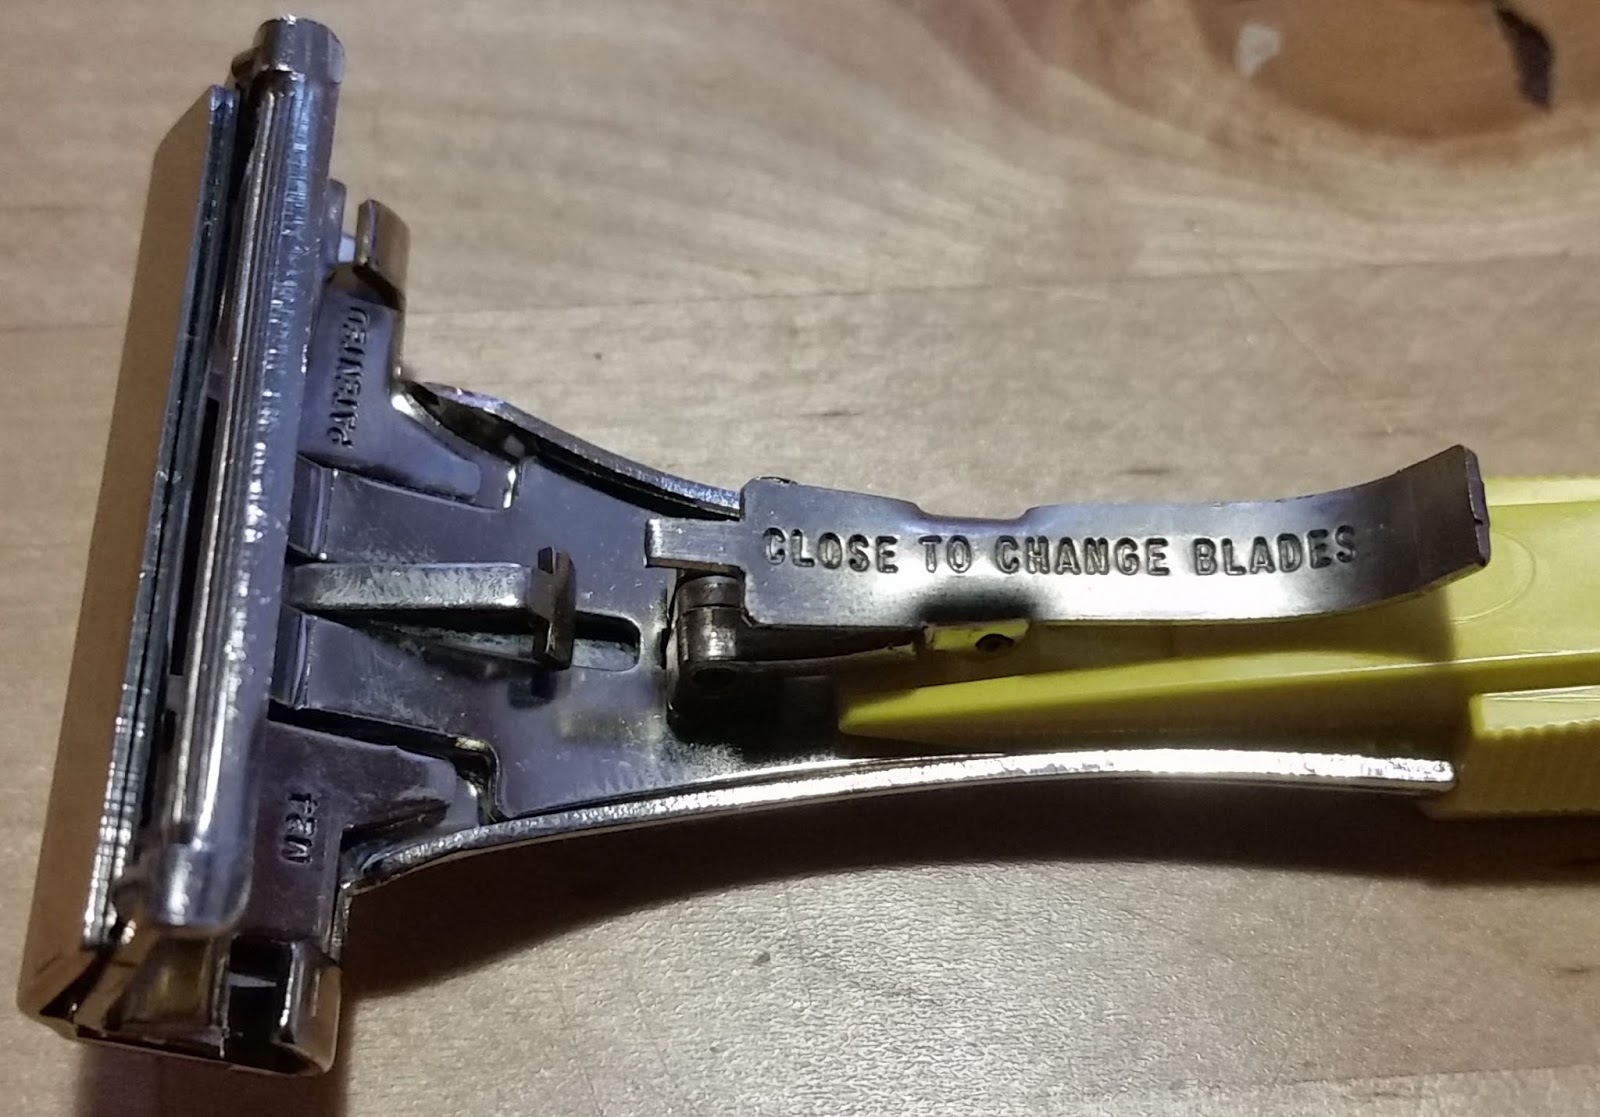 PATENTED
CLOSE TO CHANGE BLADES